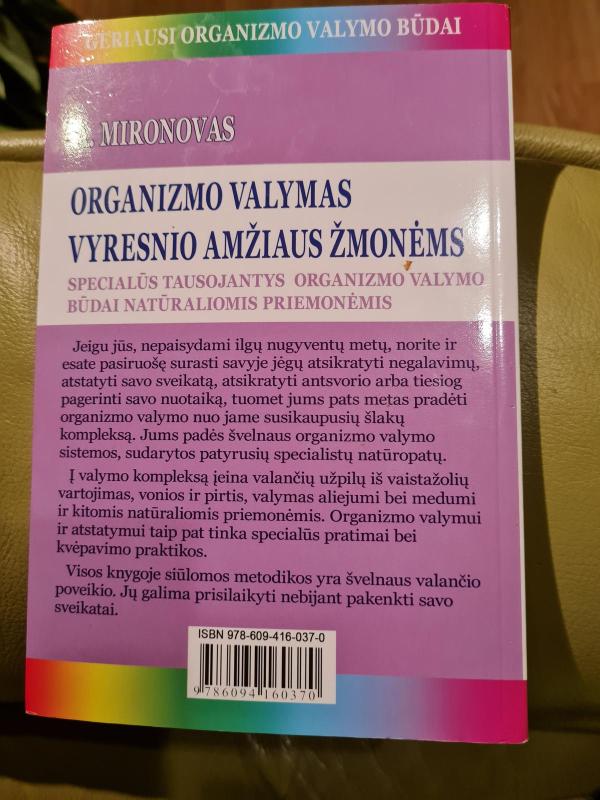 GERIAUSI ORGANIZMO VALYMO BŪDAI
MIRONOVAS
ORGANIZMO VALYMAS
VYRESNIO AMŽIAUS ŽMONĖMS
SPECIALŪS TAUSOJANTYS ORGANIZMO VALYMO
BŪDAI NATŪRALIOMIS PRIEMONĖMIS
Jeigu jūs, nepaisydami ilgų nugyventų metų, norite ir
esate pasiruošę surasti savyje jėgų atsikratyti negalavimų,
atstatyti savo sveikatą, atsikratyti antsvorio arba tiesiog
pagerinti savo nuotaiką, tuomet jums pats metas pradėti
organizmo valymo nuo jame susikaupusių šlakų
kompleksą. Jums padės švelnaus organizmo valymo
sistemos, sudarytos patyrusių specialistų natūropatų.
Į valymo kompleksą įeina valančių užpilų iš vaistažolių
vartojimas, vonios ir pirtis, valymas aliejumi bei medumi
ir kitomis natūraliomis priemonėmis. Organizmo valymui
ir atstatymui taip pat tinka specialūs pratimai bei
kvėpavimo praktikos.
Visos knygoje siūlomos metodikos yra švelnaus valančio
poveikio. Jų galima prisilaikyti nebijant pakenkti savo
sveikatai.
ISBN 978-609-416-037-0
9 786094 160370